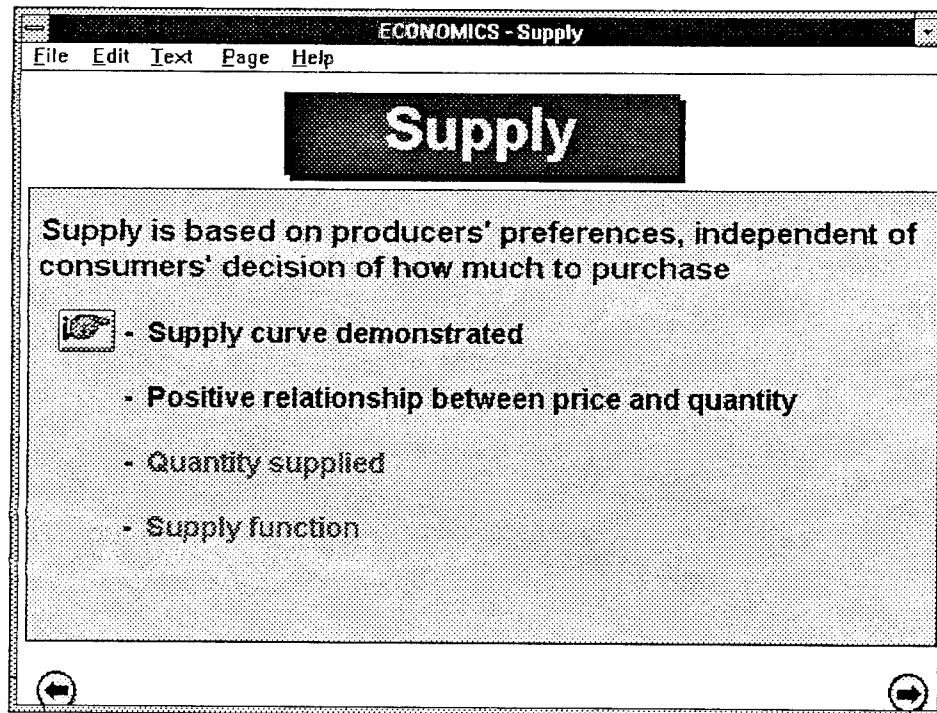 ECONOMICS - Supply
File Edit Text Page Help
Supply
Supply is based on producers' preferences, independent of
consumers' decision of how much to purchase
- Supply curve demonstrated
- Positive relationship between price and quantity
- Quantity supplied
- Supply function